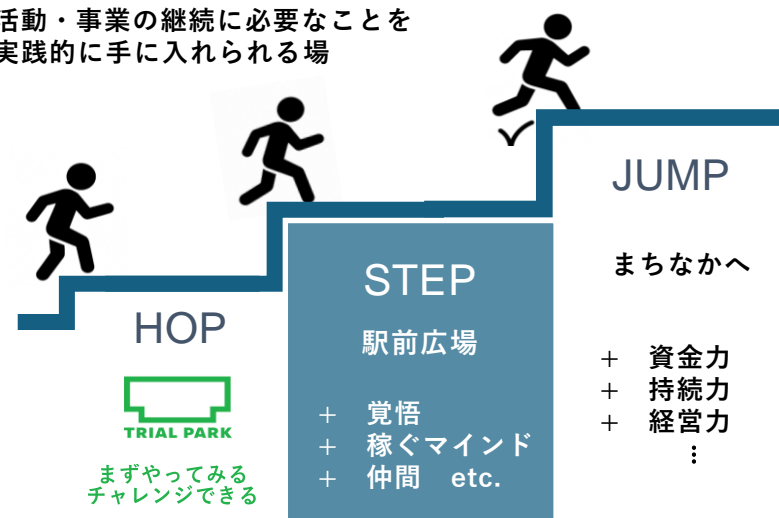 活動・事業の継続に必要なことを
実践的に手に入れられる場
HOP
TRIAL PARK
まずやってみる
チャレンジできる
STEP
駅前広場
+ 覚悟
+ 稼ぐマインド
+ 仲間 etc.
JUMP
まちなかへ
+ 資金力
+ 持続力
+ 経営力
⋮